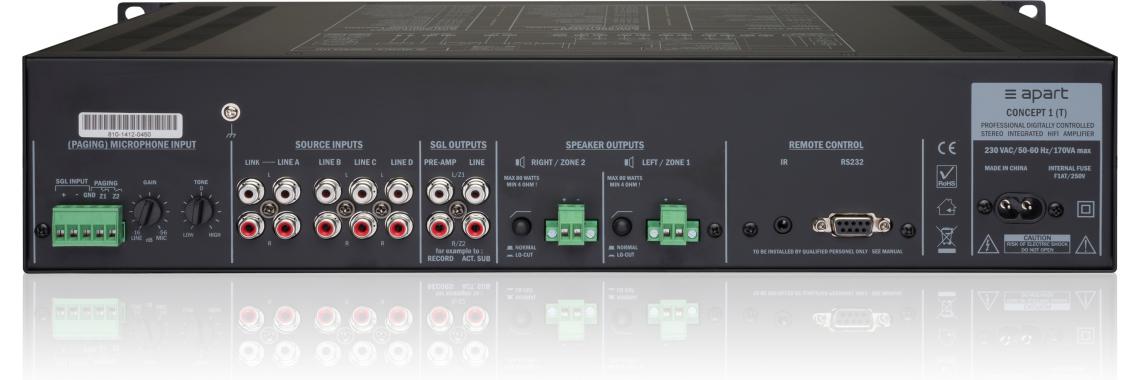 810-1412-0450
(PAGING) MICROPHONE INPUT
SGL INPUT PAGING
+ - GND Z1 Z2
GAIN
-16 -56
LINE dB MIC
TONE
0
LOW HIGH
SOURCE INPUTS
LINK LINE A LINE B LINE C LINE D
L L
R R
SGL OUTPUTS
PRE-AMP LINE
L/Z1
R/Z2
for example to :
RECORD ACT. SUB
SPEAKER OUTPUTS
RIGHT / ZONE 2
MAX 80 WATTS
MIN 4 OHM !
+ -
NORMAL
LO-CUT
LEFT / ZONE 1
MAX 80 WATTS
MIN 4 OHM !
+ -
NORMAL
LO-CUT
REMOTE CONTROL
IR RS232
TO BE INSTALLED BY QUALIFIED PERSONEL ONLY SEE MANUAL
CE
RoHS
apart
CONCEPT 1 (T)
PROFESSIONAL DIGITALLY CONTROLLED
STEREO INTEGRATED HIFI AMPLIFIER
230 VAC/50-60 Hz/170VA max
MADE IN CHINA
INTERNAL FUSE
F1AT/250V
CAUTION
RISK OF ELECTRIC SHOCK
DO NOT OPEN